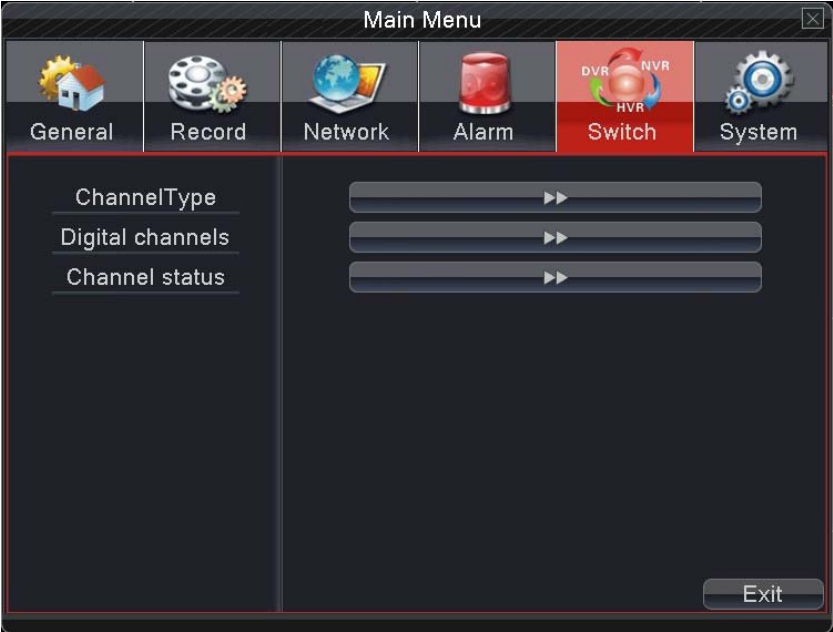 Main Menu
DVR NVR
HVR
General Record Network Alarm Switch System
ChannelType
Digital channels
Channel status
Exit